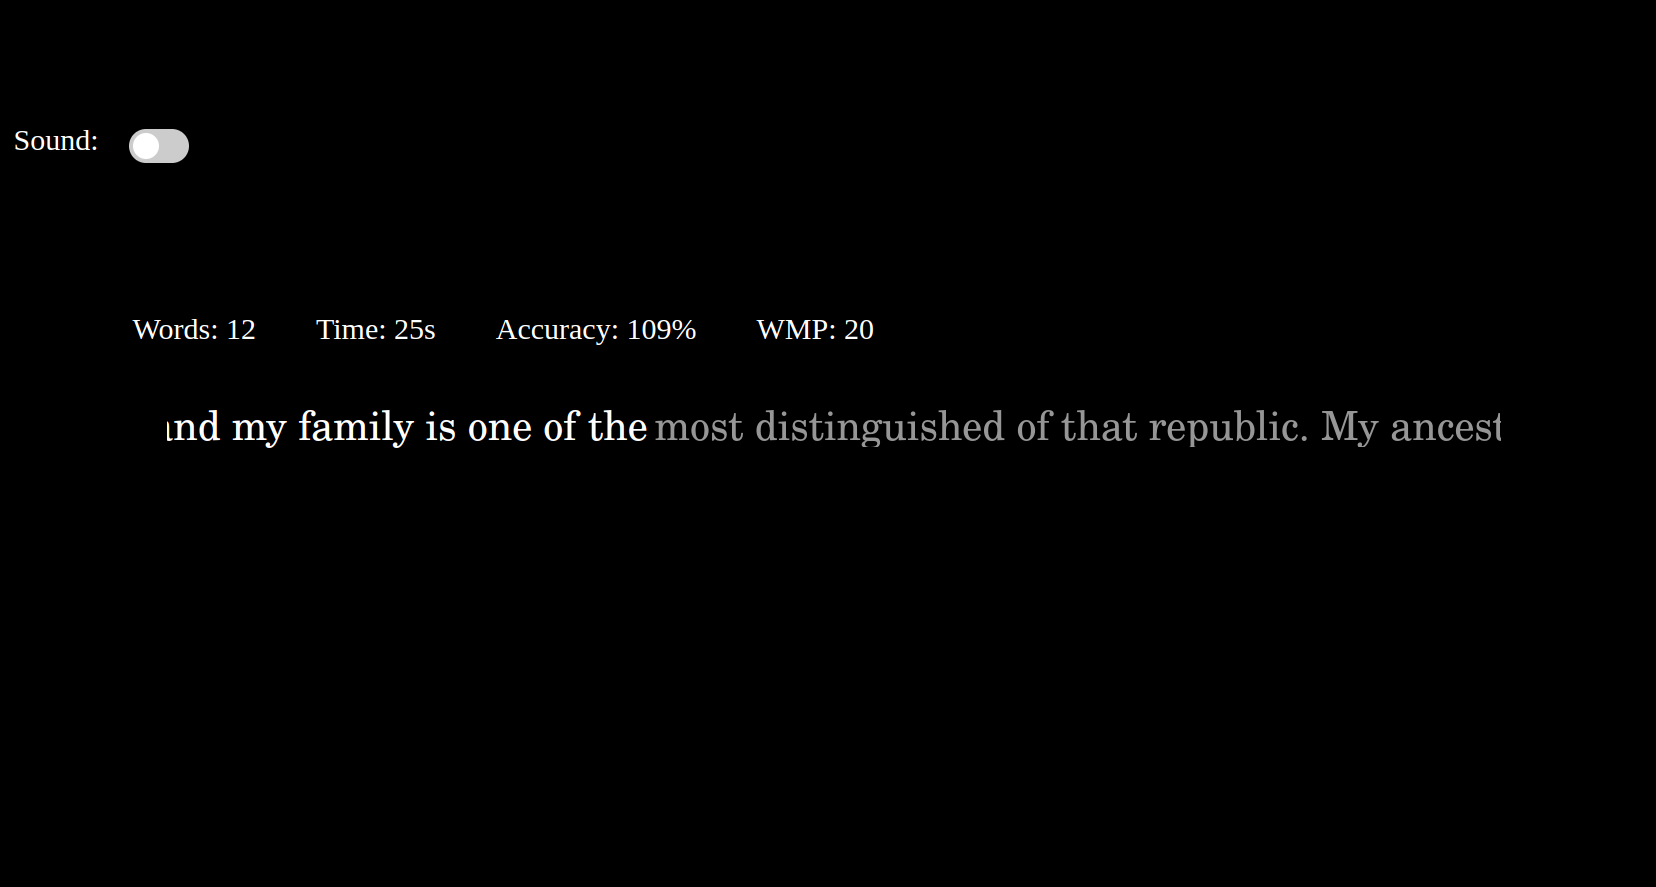 Sound:
Words: 12 Time: 25s Accuracy: 109% WMP: 20
nd my family is one of the most distinguished of that republic. My ancest